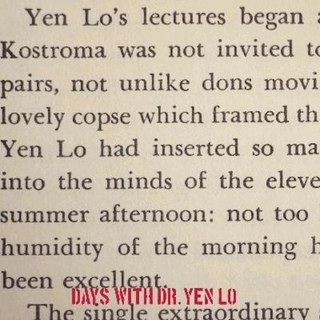 Yen Lo's lectures began
Kostroma was not invited to
pairs, not unlike dons movi
lovely copse which framed th
Yen Lo had inserted so ma
into the minds of the eleve
summer afternoon: not too
humidity of the morning h
been excellent.
DAYS WITH DR. YEN LO
The single extraordinary